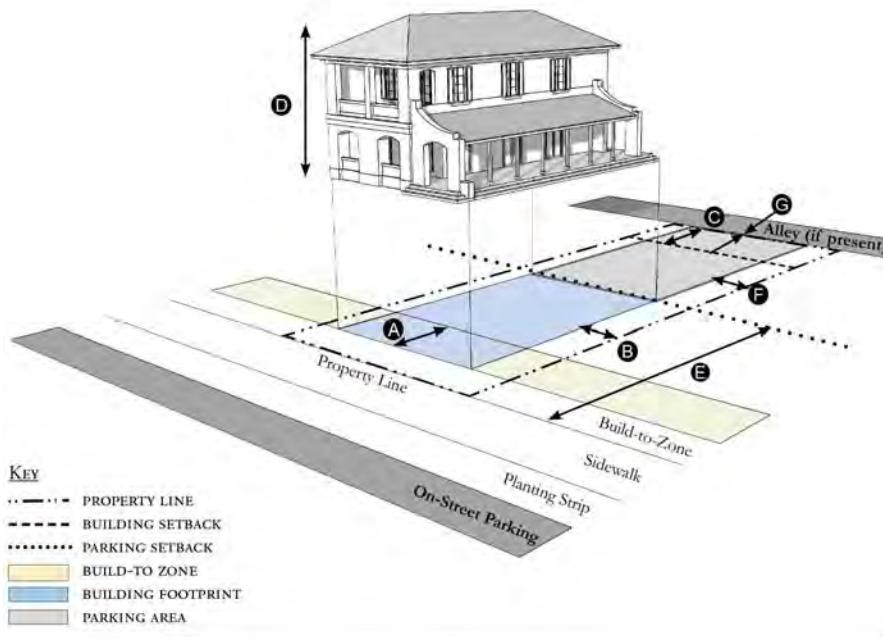 D
C
G
Alley (if present)
A
F
B
E
Property Line
Build-to-Zone
Sidewalk
Planting Strip
On-Street Parking
KEY
PROPERTY LINE
BUILDING SETBACK
PARKING SETBACK
BUILD-TO ZONE
BUILDING FOOTPRINT
PARKING AREA